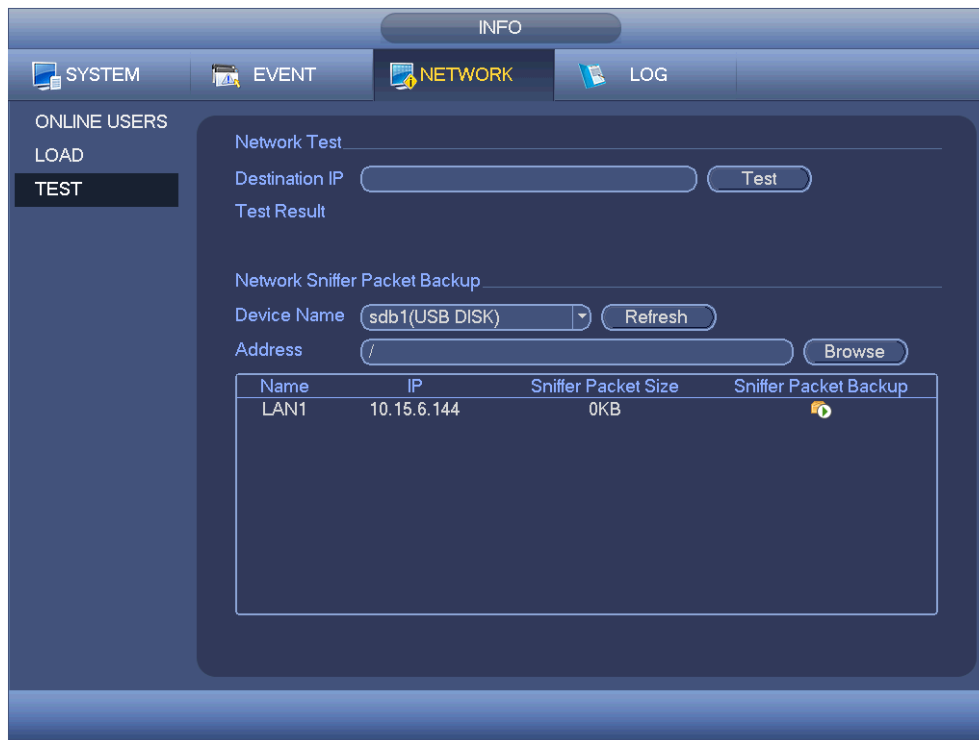 INFO
SYSTEM EVENT NETWORK LOG
ONLINE USERS
LOAD
TEST
Network Test
Destination IP Test
Test Result
Network Sniffer Packet Backup
Device Name sdb1(USB DISK) Refresh
Address / Browse
Name IP Sniffer Packet Size Sniffer Packet Backup
LAN1 10.15.6.144 0KB